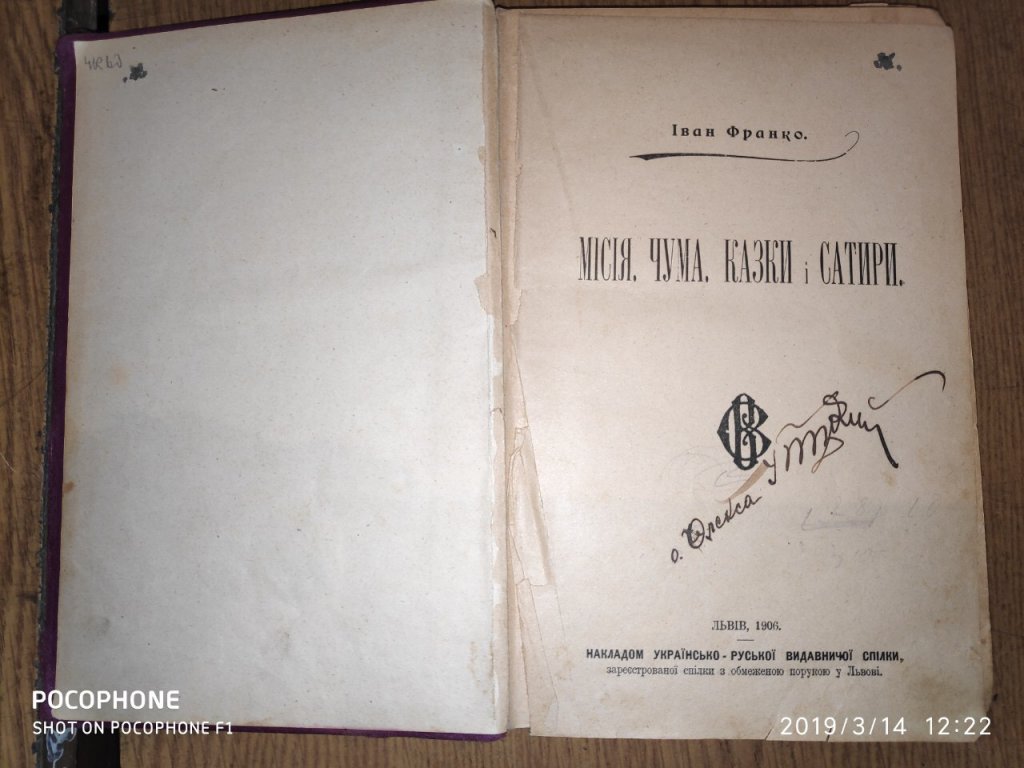 Іван Франко.
МІСІЯ. ЧУМА. КАЗКИ і САТИРИ.
о. Олекса
ЛЬВІВ, 1906.
НАКЛАДОМ УКРАЇНСЬКО-РУСЬКОЇ ВИДАВНИЧОЇ СПІЛКИ,
зареєстрованої спілки з обмеженою порукою у Львові.
POCOPHONE
SHOT ON POCOPHONE F1
2019/3/14 12:22